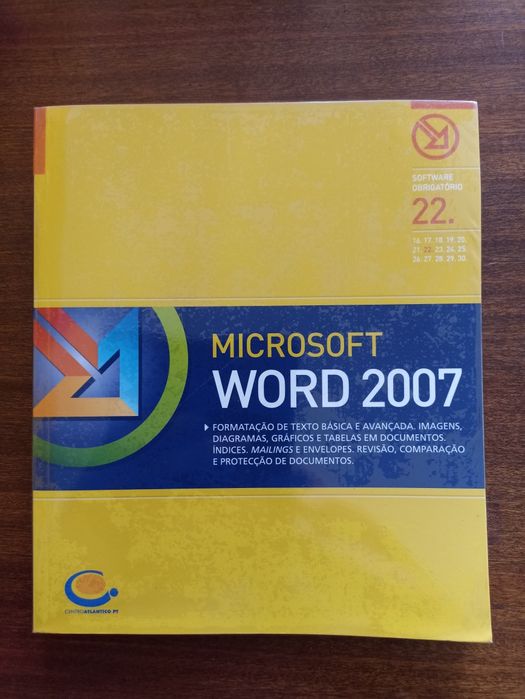 SOFTWARE
OBRIGATÓRIO
22.
16. 17. 18. 19. 20.
21. 22. 23. 24. 25.
26. 27. 28. 29. 30.
MICROSOFT
WORD 2007
FORMATAÇÃO DE TEXTO BÁSICA E AVANÇADA. IMAGENS,
DIAGRAMAS, GRÁFICOS E TABELAS EM DOCUMENTOS.
ÍNDICES. MAILINGS E ENVELOPES. REVISÃO, COMPARAÇÃO
E PROTECÇÃO DE DOCUMENTOS.
CENTROATLANTICO.PT